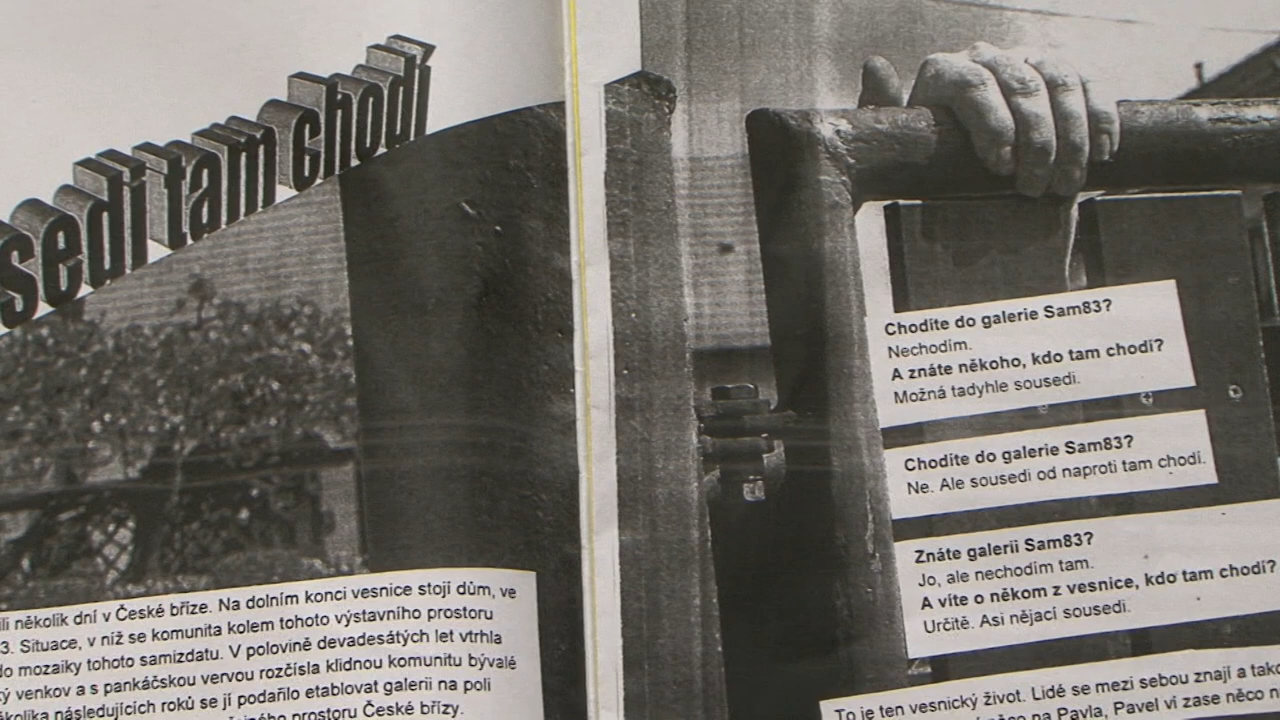 sedi tam chodí
několik dní v České bříze. Na dolním konci vesnice stojí dům, ve
3. Situace, v níž se komunita kolem tohoto výstavního prostoru
do mozaiky tohoto samizdatu. V polovině devadesátých let vtrhla
venkov a s pankáčskou vervou rozčísla klidnou komunitu bývalé
následujících roků se jí podařilo etablovat galerii na poli
prostoru České břízy.
Chodíte do galerie Sam83?
Nechodím.
A znáte někoho, kdo tam chodí?
Možná tadyhle sousedi.
Chodíte do galerie Sam83?
Ne. Ale sousedi od naproti tam chodí.
Znáte galerii Sam83?
Jo, ale nechodím tam.
A víte o někom z vesnice, kdo tam chodí?
Určitě. Asi nějací sousedi.
To je ten vesnický život. Lidé se mezi sebou znají a tako
na Pavla, Pavel ví zase něco n